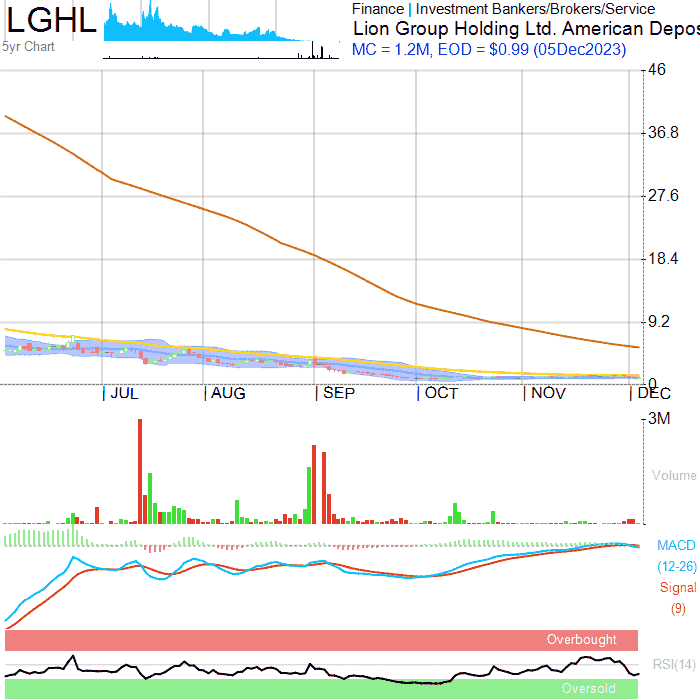 LGHL
5yr Chart
Finance | Investment Bankers/Brokers/Service
Lion Group Holding Ltd. American Depos
MC = 1.2M, EOD = $0.99 (05Dec2023)
46
36.8
27.6
18.4
9.2
0
JUL
AUG
SEP
OCT
NOV
DEC
3M
Volume
MACD
(12-26)
Signal
(9)
Overbought
RSI(14)
Oversold